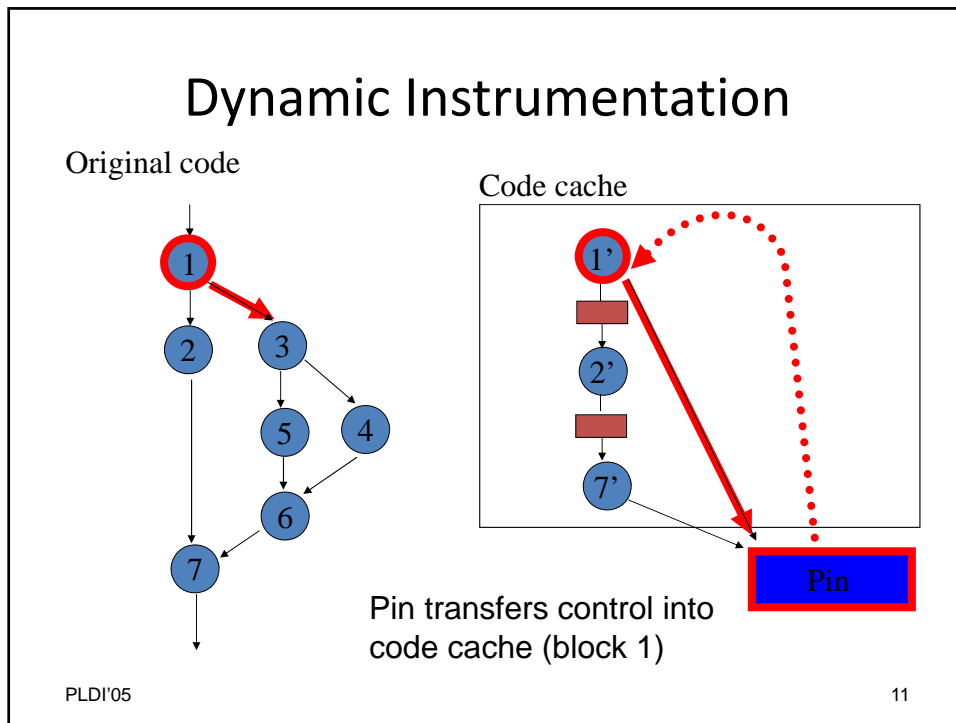 Dynamic Instrumentation
Original code
Code cache
1
2
3
5
4
6
7
1’
2’
7’
Pin
Pin transfers control into
code cache (block 1)
PLDI’05
11